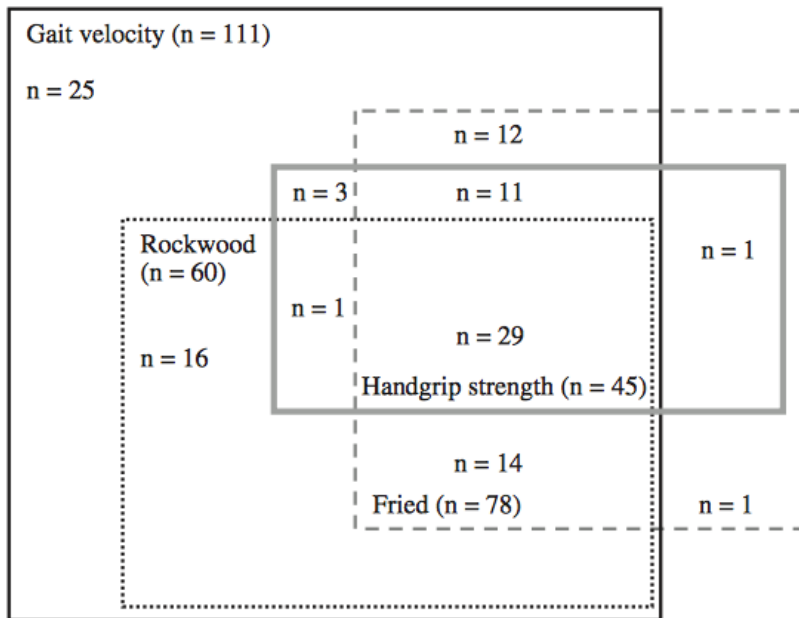 Gait velocity (n = 111)
n = 25
n = 12
n = 3
n = 11
Rockwood
(n = 60)
n = 1
n = 1
n = 29
n = 16
Handgrip strength (n = 45)
n = 14
Fried (n = 78)
n = 1